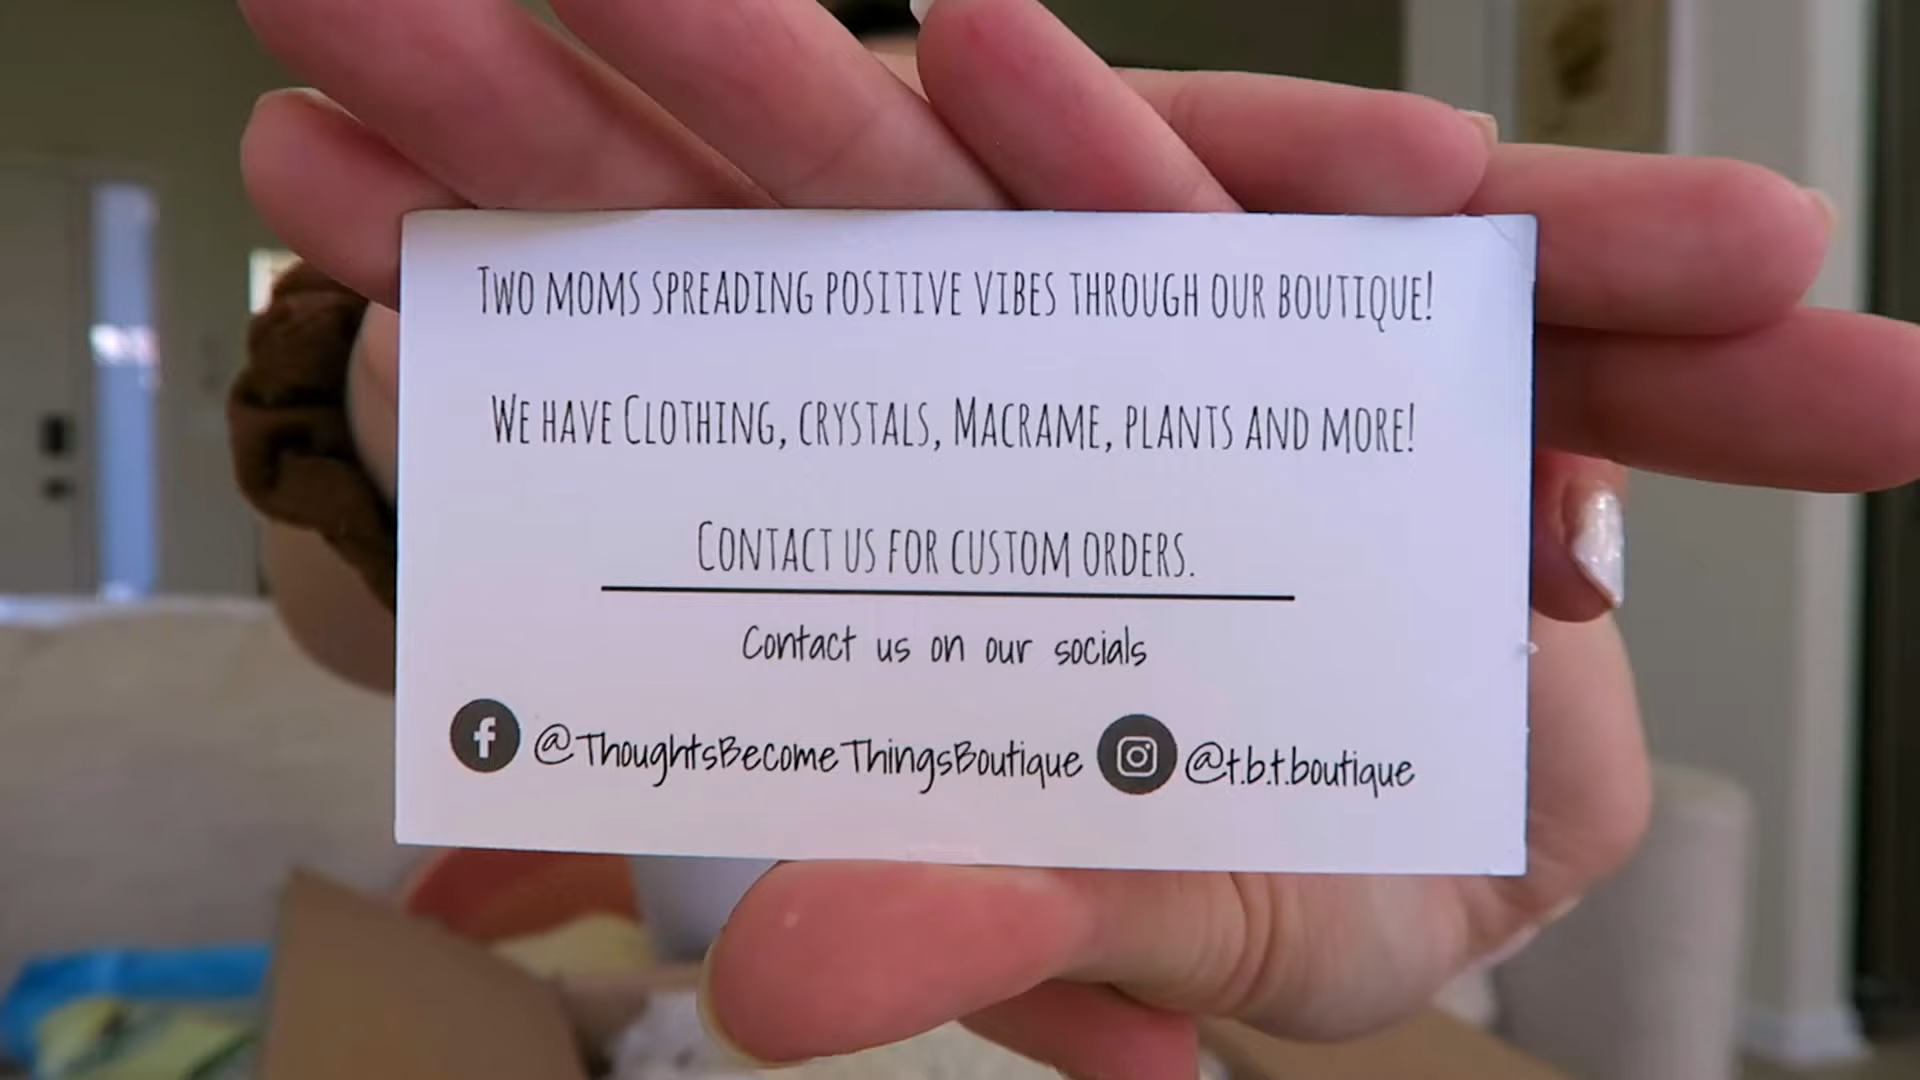 Two moms spreading positive vibes through our boutique!
We have Clothing, crystals, Macrame, plants and more!
Contact us for custom orders.
Contact us on our socials
@ThoughtsBecomeThingsBoutique @t.b.t.boutique